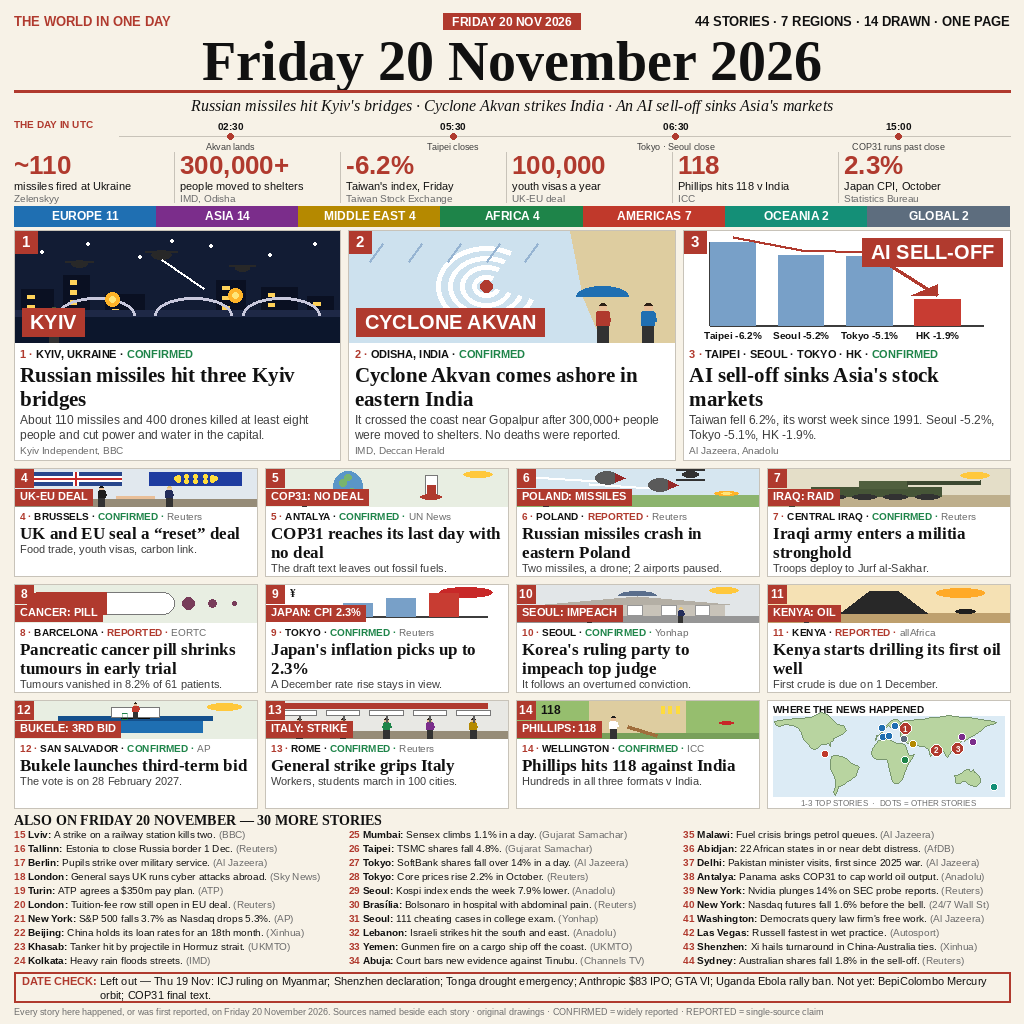 THE WORLD IN ONE DAY
FRIDAY 20 NOV 2026
44 STORIES · 7 REGIONS · 14 DRAWN · ONE PAGE
Friday 20 November 2026
Russian missiles hit Kyiv's bridges · Cyclone Akvan strikes India · An AI sell-off sinks Asia's markets
THE DAY IN UTC
02:30
Akvan lands
05:30
Taipei closes
06:30
Tokyo · Seoul close
15:00
COP31 runs past close
~110
missiles fired at Ukraine
Zelenskyy
300,000+
people moved to shelters
IMD, Odisha
-6.2%
Taiwan's index, Friday
Taiwan Stock Exchange
100,000
youth visas a year
UK-EU deal
118
Phillips hits 118 v India
ICC
2.3%
Japan CPI, October
Statistics Bureau
EUROPE 11
ASIA 14
MIDDLE EAST 4
AFRICA 4
AMERICAS 7
OCEANIA 2
GLOBAL 2
1
KYIV
1 · KYIV, UKRAINE · CONFIRMED
Russian missiles hit three Kyiv
bridges
About 110 missiles and 400 drones killed at least eight
people and cut power and water in the capital.
Kyiv Independent, BBC
2
CYCLONE AKVAN
2 · ODISHA, INDIA · CONFIRMED
Cyclone Akvan comes ashore in
eastern India
It crossed the coast near Gopalpur after 300,000+ people
were moved to shelters. No deaths were reported.
IMD, Deccan Herald
3
AI SELL-OFF
Taipei -6.2% Seoul -5.2% Tokyo -5.1% HK -1.9%
3 · TAIPEI · SEOUL · TOKYO · HK · CONFIRMED
AI sell-off sinks Asia's stock
markets
Taiwan fell 6.2%, its worst week since 1991. Seoul -5.2%,
Tokyo -5.1%, HK -1.9%.
Al Jazeera, Anadolu
4
UK-EU DEAL
4 · BRUSSELS · CONFIRMED · Reuters
UK and EU seal a “reset” deal
Food trade, youth visas, carbon link.
5
COP31: NO DEAL
5 · ANTALYA · CONFIRMED · UN News
COP31 reaches its last day with
no deal
The draft text leaves out fossil fuels.
6
POLAND: MISSILES
6 · POLAND · REPORTED · Reuters
Russian missiles crash in
eastern Poland
Two missiles, a drone; 2 airports paused.
7
IRAQ: RAID
7 · CENTRAL IRAQ · CONFIRMED · Reuters
Iraqi army enters a militia
stronghold
Troops deploy to Jurf al-Sakhar.
8
CANCER: PILL
8 · BARCELONA · REPORTED · EORTC
Pancreatic cancer pill shrinks
tumours in early trial
Tumours vanished in 8.2% of 61 patients.
9
¥
JAPAN: CPI 2.3%
9 · TOKYO · CONFIRMED · Reuters
Japan's inflation picks up to
2.3%
A December rate rise stays in view.
10
SEOUL: IMPEACH
10 · SEOUL · CONFIRMED · Yonhap
Korea's ruling party to
impeach top judge
It follows an overturned conviction.
11
KENYA: OIL
11 · KENYA · REPORTED · allAfrica
Kenya starts drilling its first oil
well
First crude is due on 1 December.
12
BUKELE: 3RD BID
12 · SAN SALVADOR · CONFIRMED · AP
Bukele launches third-term bid
The vote is on 28 February 2027.
13
ITALY: STRIKE
13 · ROME · CONFIRMED · Reuters
General strike grips Italy
Workers, students march in 100 cities.
14
118
PHILLIPS: 118
14 · WELLINGTON · CONFIRMED · ICC
Phillips hits 118 against India
Hundreds in all three formats v India.
WHERE THE NEWS HAPPENED
1
2
3
1-3 TOP STORIES · DOTS = OTHER STORIES
ALSO ON FRIDAY 20 NOVEMBER — 30 MORE STORIES
15 Lviv: A strike on a railway station kills two. (BBC)
16 Tallinn: Estonia to close Russia border 1 Dec. (Reuters)
17 Berlin: Pupils strike over military service. (Al Jazeera)
18 London: General says UK runs cyber attacks abroad. (Sky News)
19 Turin: ATP agrees a $350m pay plan. (ATP)
20 London: Tuition-fee row still open in EU deal. (Reuters)
21 New York: S&P 500 falls 3.7% as Nasdaq drops 5.3%. (AP)
22 Beijing: China holds its loan rates for an 18th month. (Xinhua)
23 Khasab: Tanker hit by projectile in Hormuz strait. (UKMTO)
24 Kolkata: Heavy rain floods streets. (IMD)
25 Mumbai: Sensex climbs 1.1% in a day. (Gujarat Samachar)
26 Taipei: TSMC shares fall 4.8%. (Gujarat Samachar)
27 Tokyo: SoftBank shares fall over 14% in a day. (Al Jazeera)
28 Tokyo: Core prices rise 2.2% in October. (Reuters)
29 Seoul: Kospi index ends the week 7.9% lower. (Anadolu)
30 Brasília: Bolsonaro in hospital with abdominal pain. (Reuters)
31 Seoul: 111 cheating cases in college exam. (Yonhap)
32 Lebanon: Israeli strikes hit the south and east. (Anadolu)
33 Yemen: Gunmen fire on a cargo ship off the coast. (UKMTO)
34 Abuja: Court bars new evidence against Tinubu. (Channels TV)
35 Malawi: Fuel crisis brings petrol queues. (Al Jazeera)
36 Abidjan: 22 African states in or near debt distress. (AfDB)
37 Delhi: Pakistan minister visits, first since 2025 war. (Al Jazeera)
38 Antalya: Panama asks COP31 to cap world oil output. (Anadolu)
39 New York: Nvidia plunges 14% on SEC probe reports. (Reuters)
40 New York: Nasdaq futures fall 1.6% before the bell. (24/7 Wall St)
41 Washington: Democrats query law firm's free work. (Al Jazeera)
42 Las Vegas: Russell fastest in wet practice. (Autosport)
43 Shenzhen: Xi hails turnaround in China-Australia ties. (Xinhua)
44 Sydney: Australian shares fall 1.8% in the sell-off. (Reuters)
DATE CHECK: Left out — Thu 19 Nov: ICJ ruling on Myanmar; Shenzhen declaration; Tonga drought emergency; Anthropic $83 IPO; GTA VI; Uganda Ebola rally ban. Not yet: BepiColombo Mercury
orbit; COP31 final text.
Every story here happened, or was first reported, on Friday 20 November 2026. Sources named beside each story · original drawings · CONFIRMED = widely reported · REPORTED = single-source claim